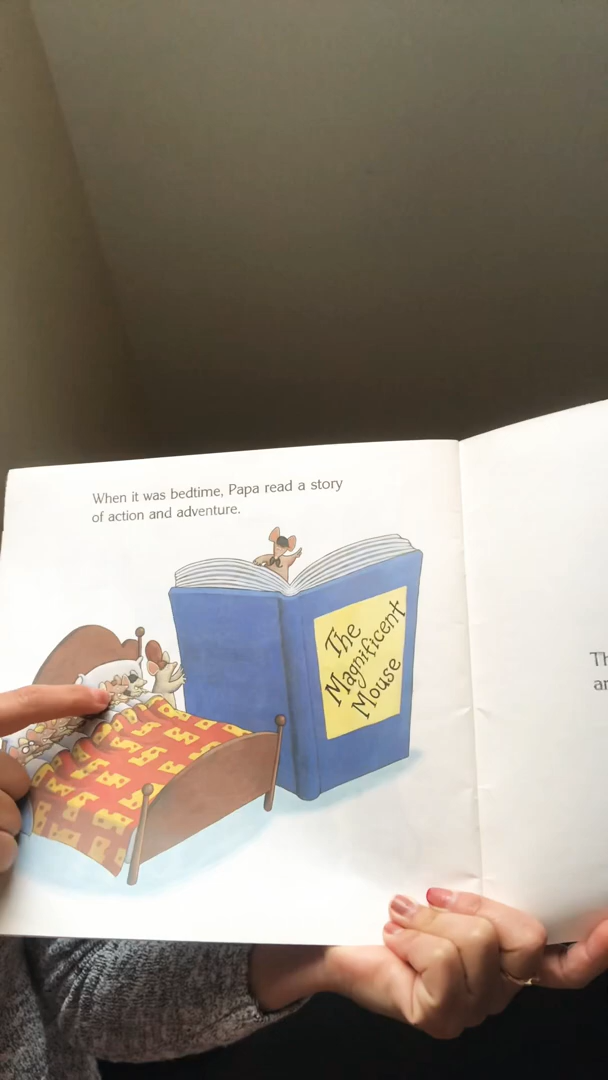 When it was bedtime, Papa read a story
of action and adventure.
The
Magnificent
Mouse